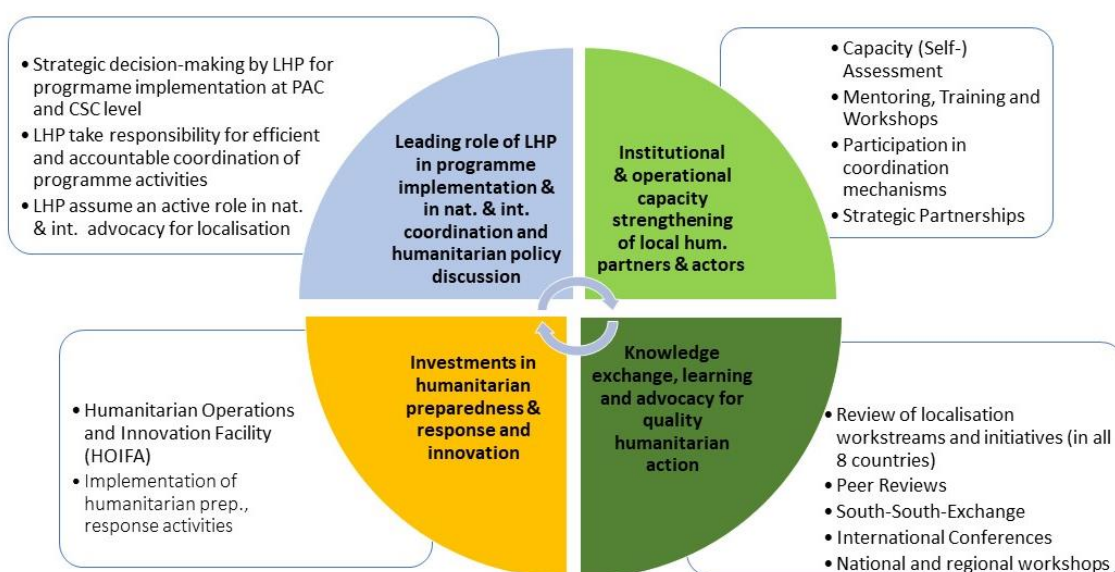 • Strategic decision-making by LHP for
progrmame implementation at PAC
and CSC level
• LHP take responsibility for efficient
and accountable coordination of
programme activities
• LHP assume an active role in nat.
& int. advocacy for localisation
Leading role of LHP
in programme
implementation &
in nat. & int.
coordination and
humanitarian policy
discussion
Institutional
& operational
capacity
strengthening
of local hum.
partners & actors
• Capacity (Self-)
Assessment
• Mentoring, Training and
Workshops
• Participation in
coordination
mechanisms
• Strategic Partnerships
• Humanitarian Operations
and Innovation Facility
(HOIFA)
• Implementation of
humanitarian prep.,
response activities
Investments in
humanitarian
preparedness &
response and
innovation
Knowledge
exchange, learning
and advocacy for
quality
humanitarian
action
• Review of localisation
workstreams and initiatives (in all
8 countries)
• Peer Reviews
• South-South-Exchange
• International Conferences
• National and regional workshops